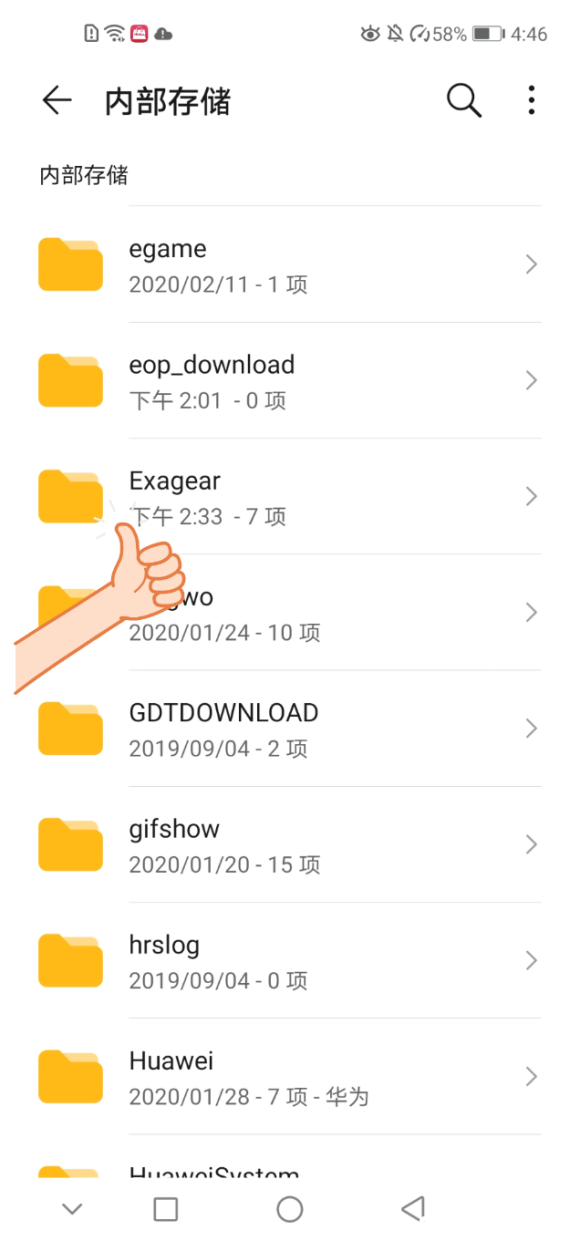 58% 4:46
内部存储
内部存储
egame
2020/02/11 - 1 项
eop_download
下午 2:01 - 0 项
Exagear
下午 2:33 - 7 项
2020/01/24 - 10 项
GDTDOWNLOAD
2019/09/04 - 2 项
gifshow
2020/01/20 - 15 项
hrslog
2019/09/04 - 0 项
Huawei
2020/01/28 - 7 项 - 华为
HuaweiSystem